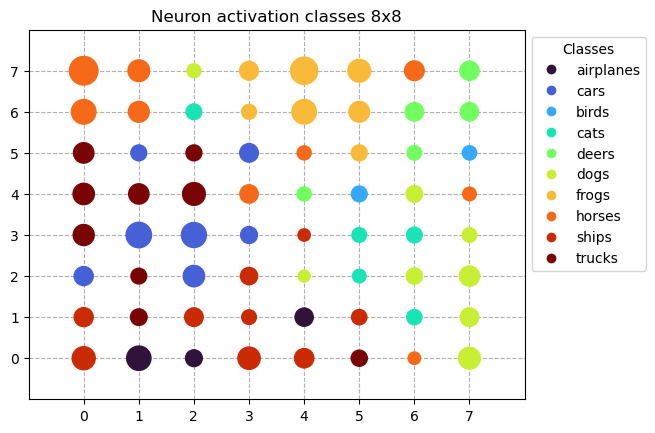 Neuron activation classes 8x8
7
6
5
4
3
2
1
0
0 1 2 3 4 5 6 7
Classes
airplanes
cars
birds
cats
deers
dogs
frogs
horses
ships
trucks